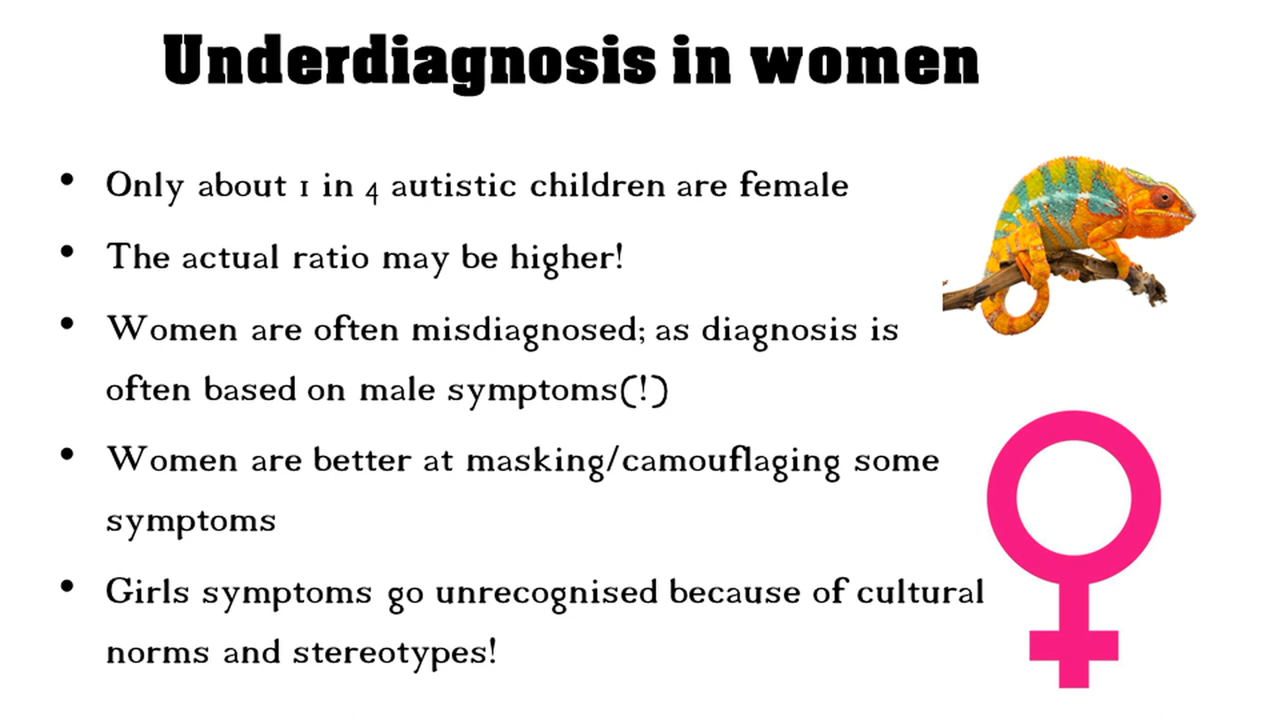 Underdiagnosis in women
• Only about 1 in 4 autistic children are female
• The actual ratio may be higher!
• Women are often misdiagnosed; as diagnosis is
often based on male symptoms(!)
• Women are better at masking/camouflaging some
symptoms
• Girls symptoms go unrecognised because of cultural
norms and stereotypes!